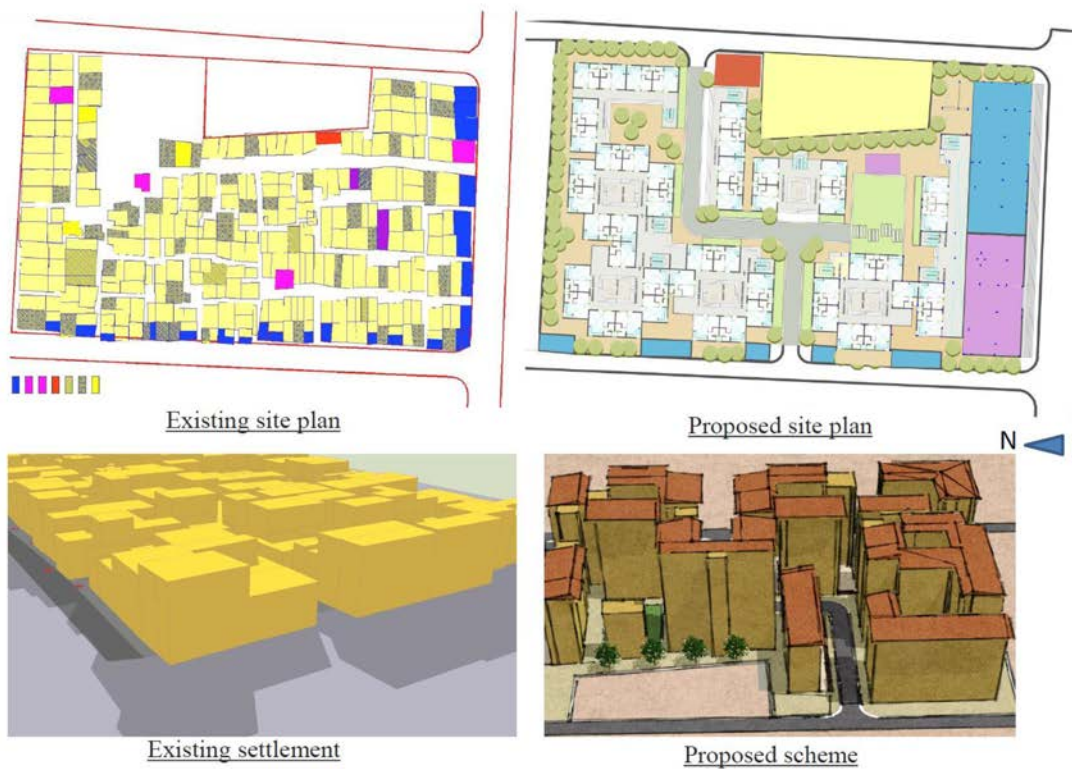 Existing site plan
Proposed site plan
N
Existing settlement
Proposed scheme